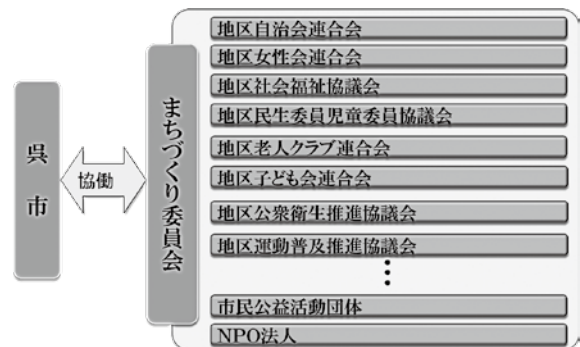 呉市
協働
まちづくり委員会
地区自治会連合会
地区女性会連合会
地区社会福祉協議会
地区民生委員児童委員協議会
地区老人クラブ連合会
地区子ども会連合会
地区公衆衛生推進協議会
地区運動普及推進協議会
市民公益活動団体
NPO法人